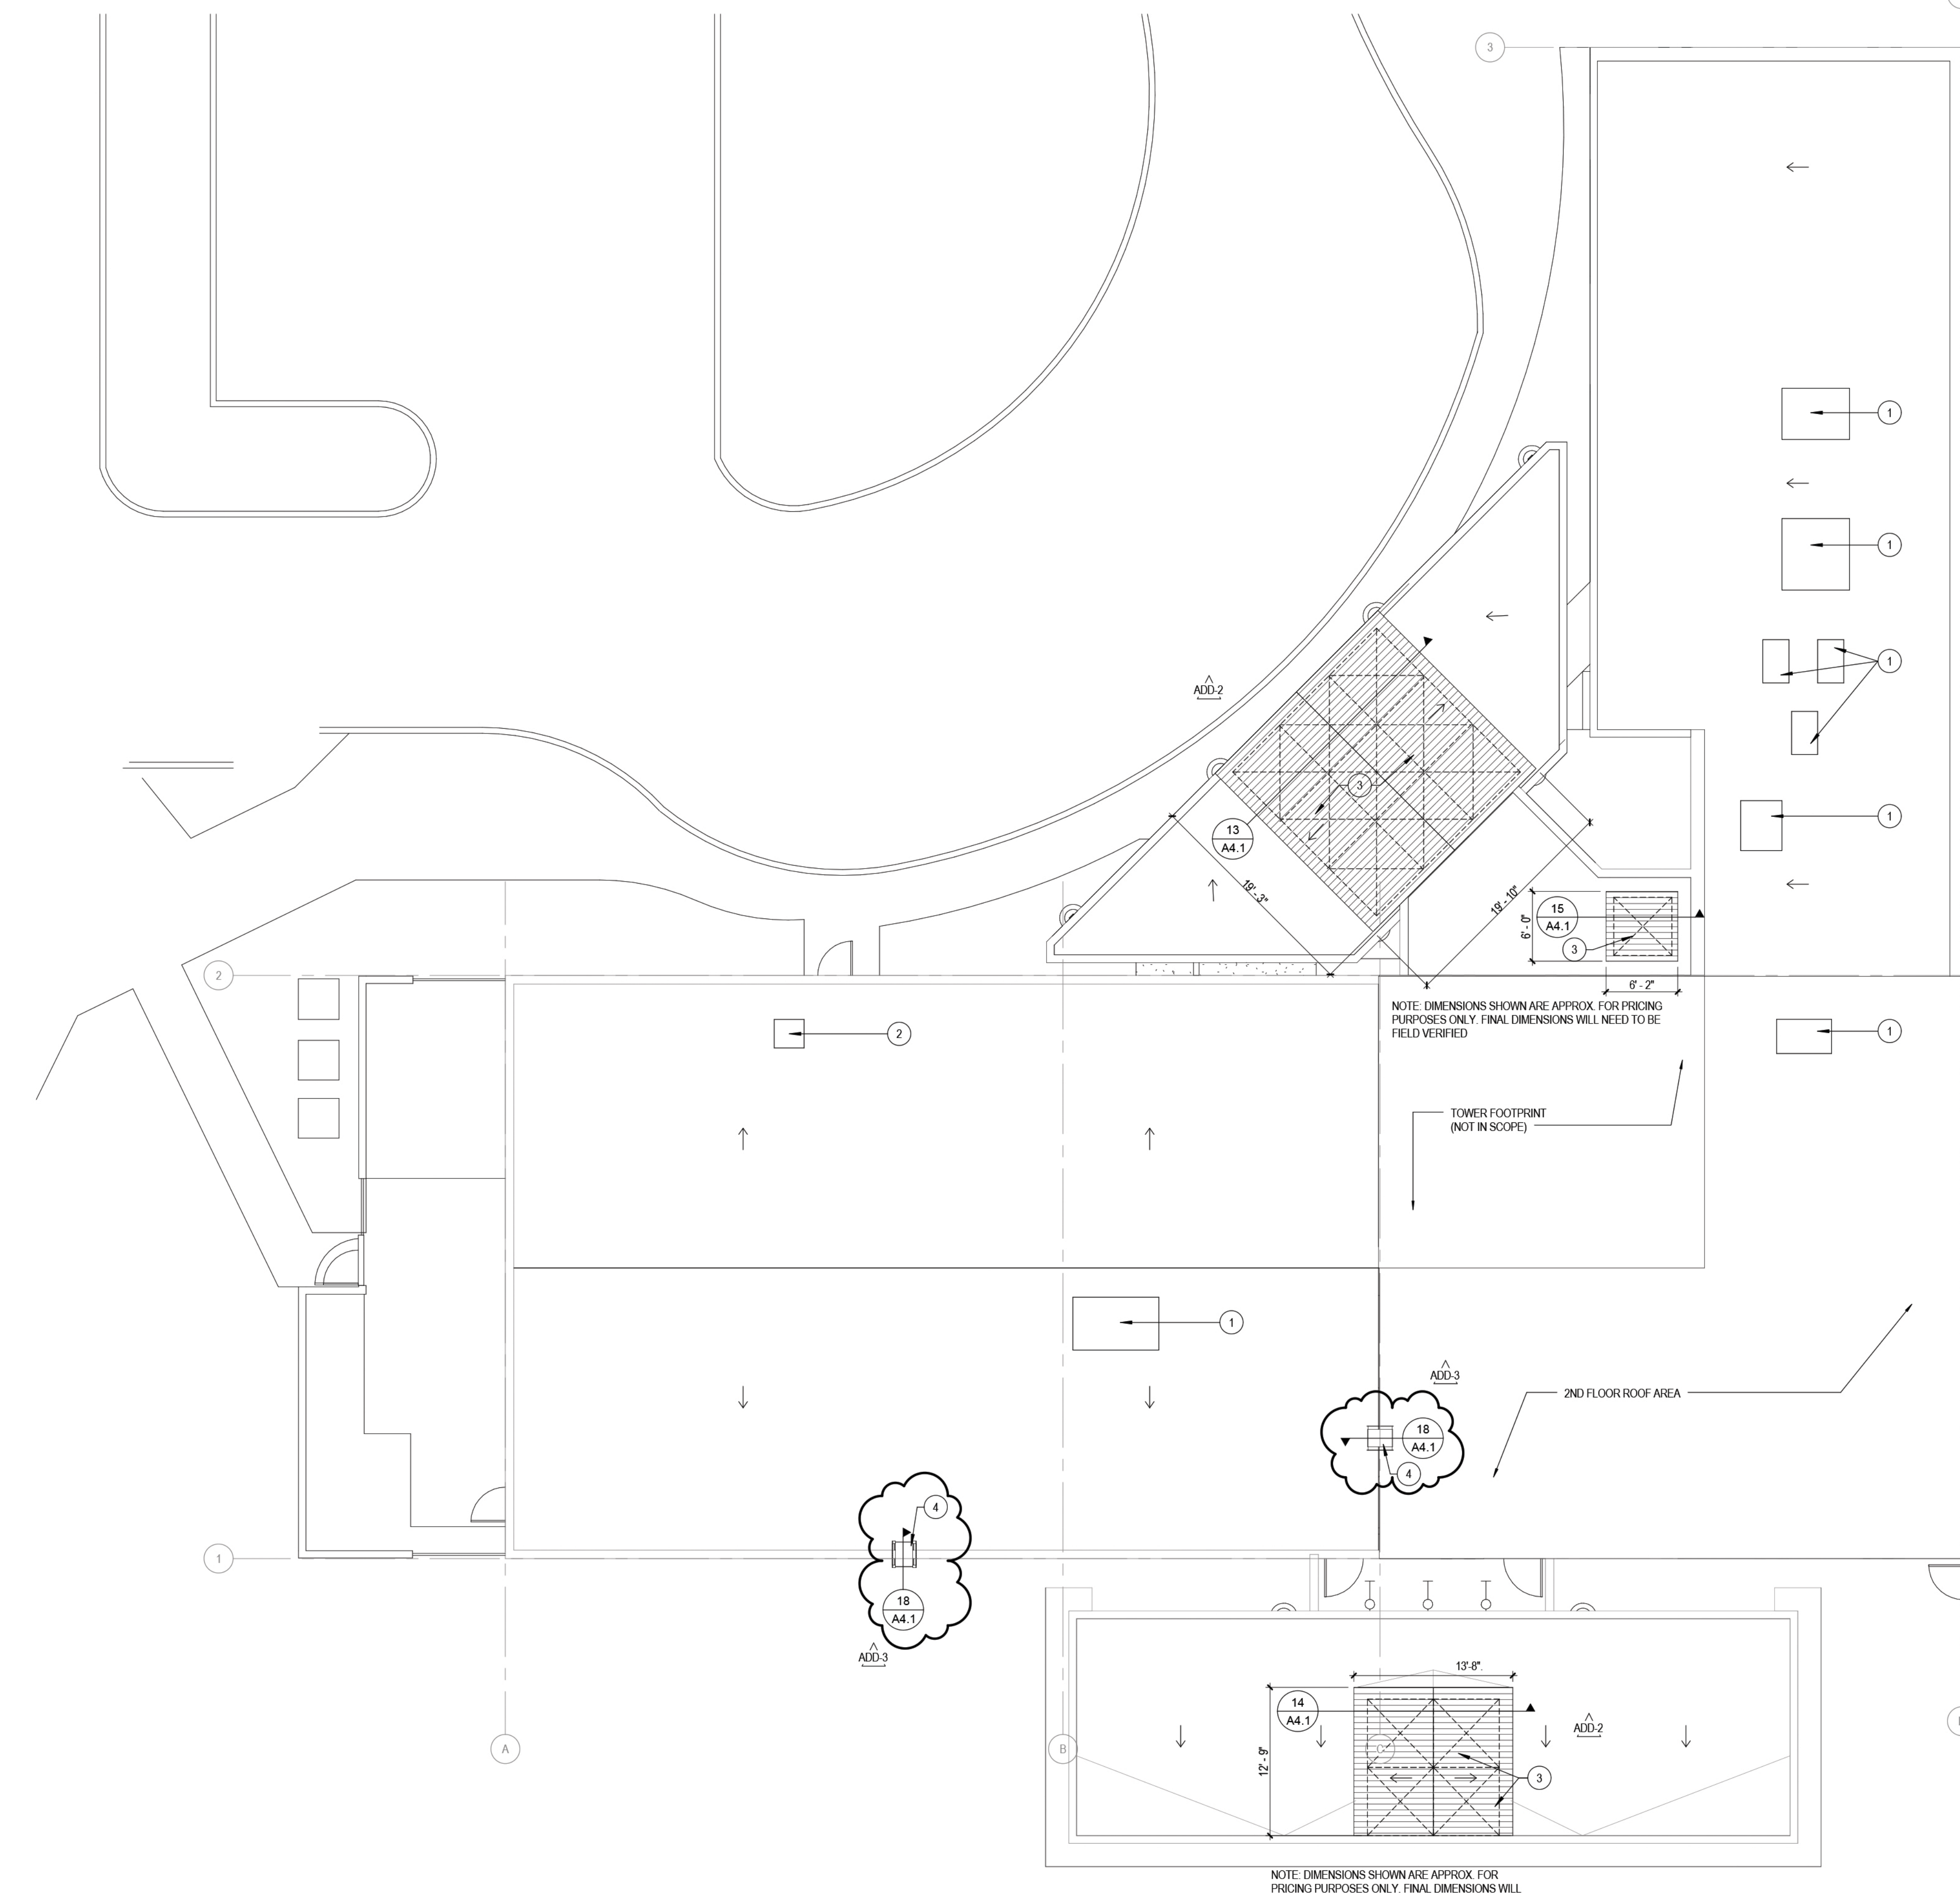 3
1
1
1
ADD-2
3
13
A4.1
1
19' - 3"
19' - 10"
15
A4.1
6' - 0"
3
2
6' - 2"
NOTE: DIMENSIONS SHOWN ARE APPROX. FOR PRICING
PURPOSES ONLY. FINAL DIMENSIONS WILL NEED TO BE
FIELD VERIFIED
2
1
TOWER FOOTPRINT
(NOT IN SCOPE)
1
ADD-3
2ND FLOOR ROOF AREA
18
A4.1
4
4
1
18
A4.1
ADD-3
13'-8".
14
A4.1
ADD-2
A
B
C
12' - 9"
3
NOTE: DIMENSIONS SHOWN ARE APPROX. FOR
PRICING PURPOSES ONLY. FINAL DIMENSIONS WILL